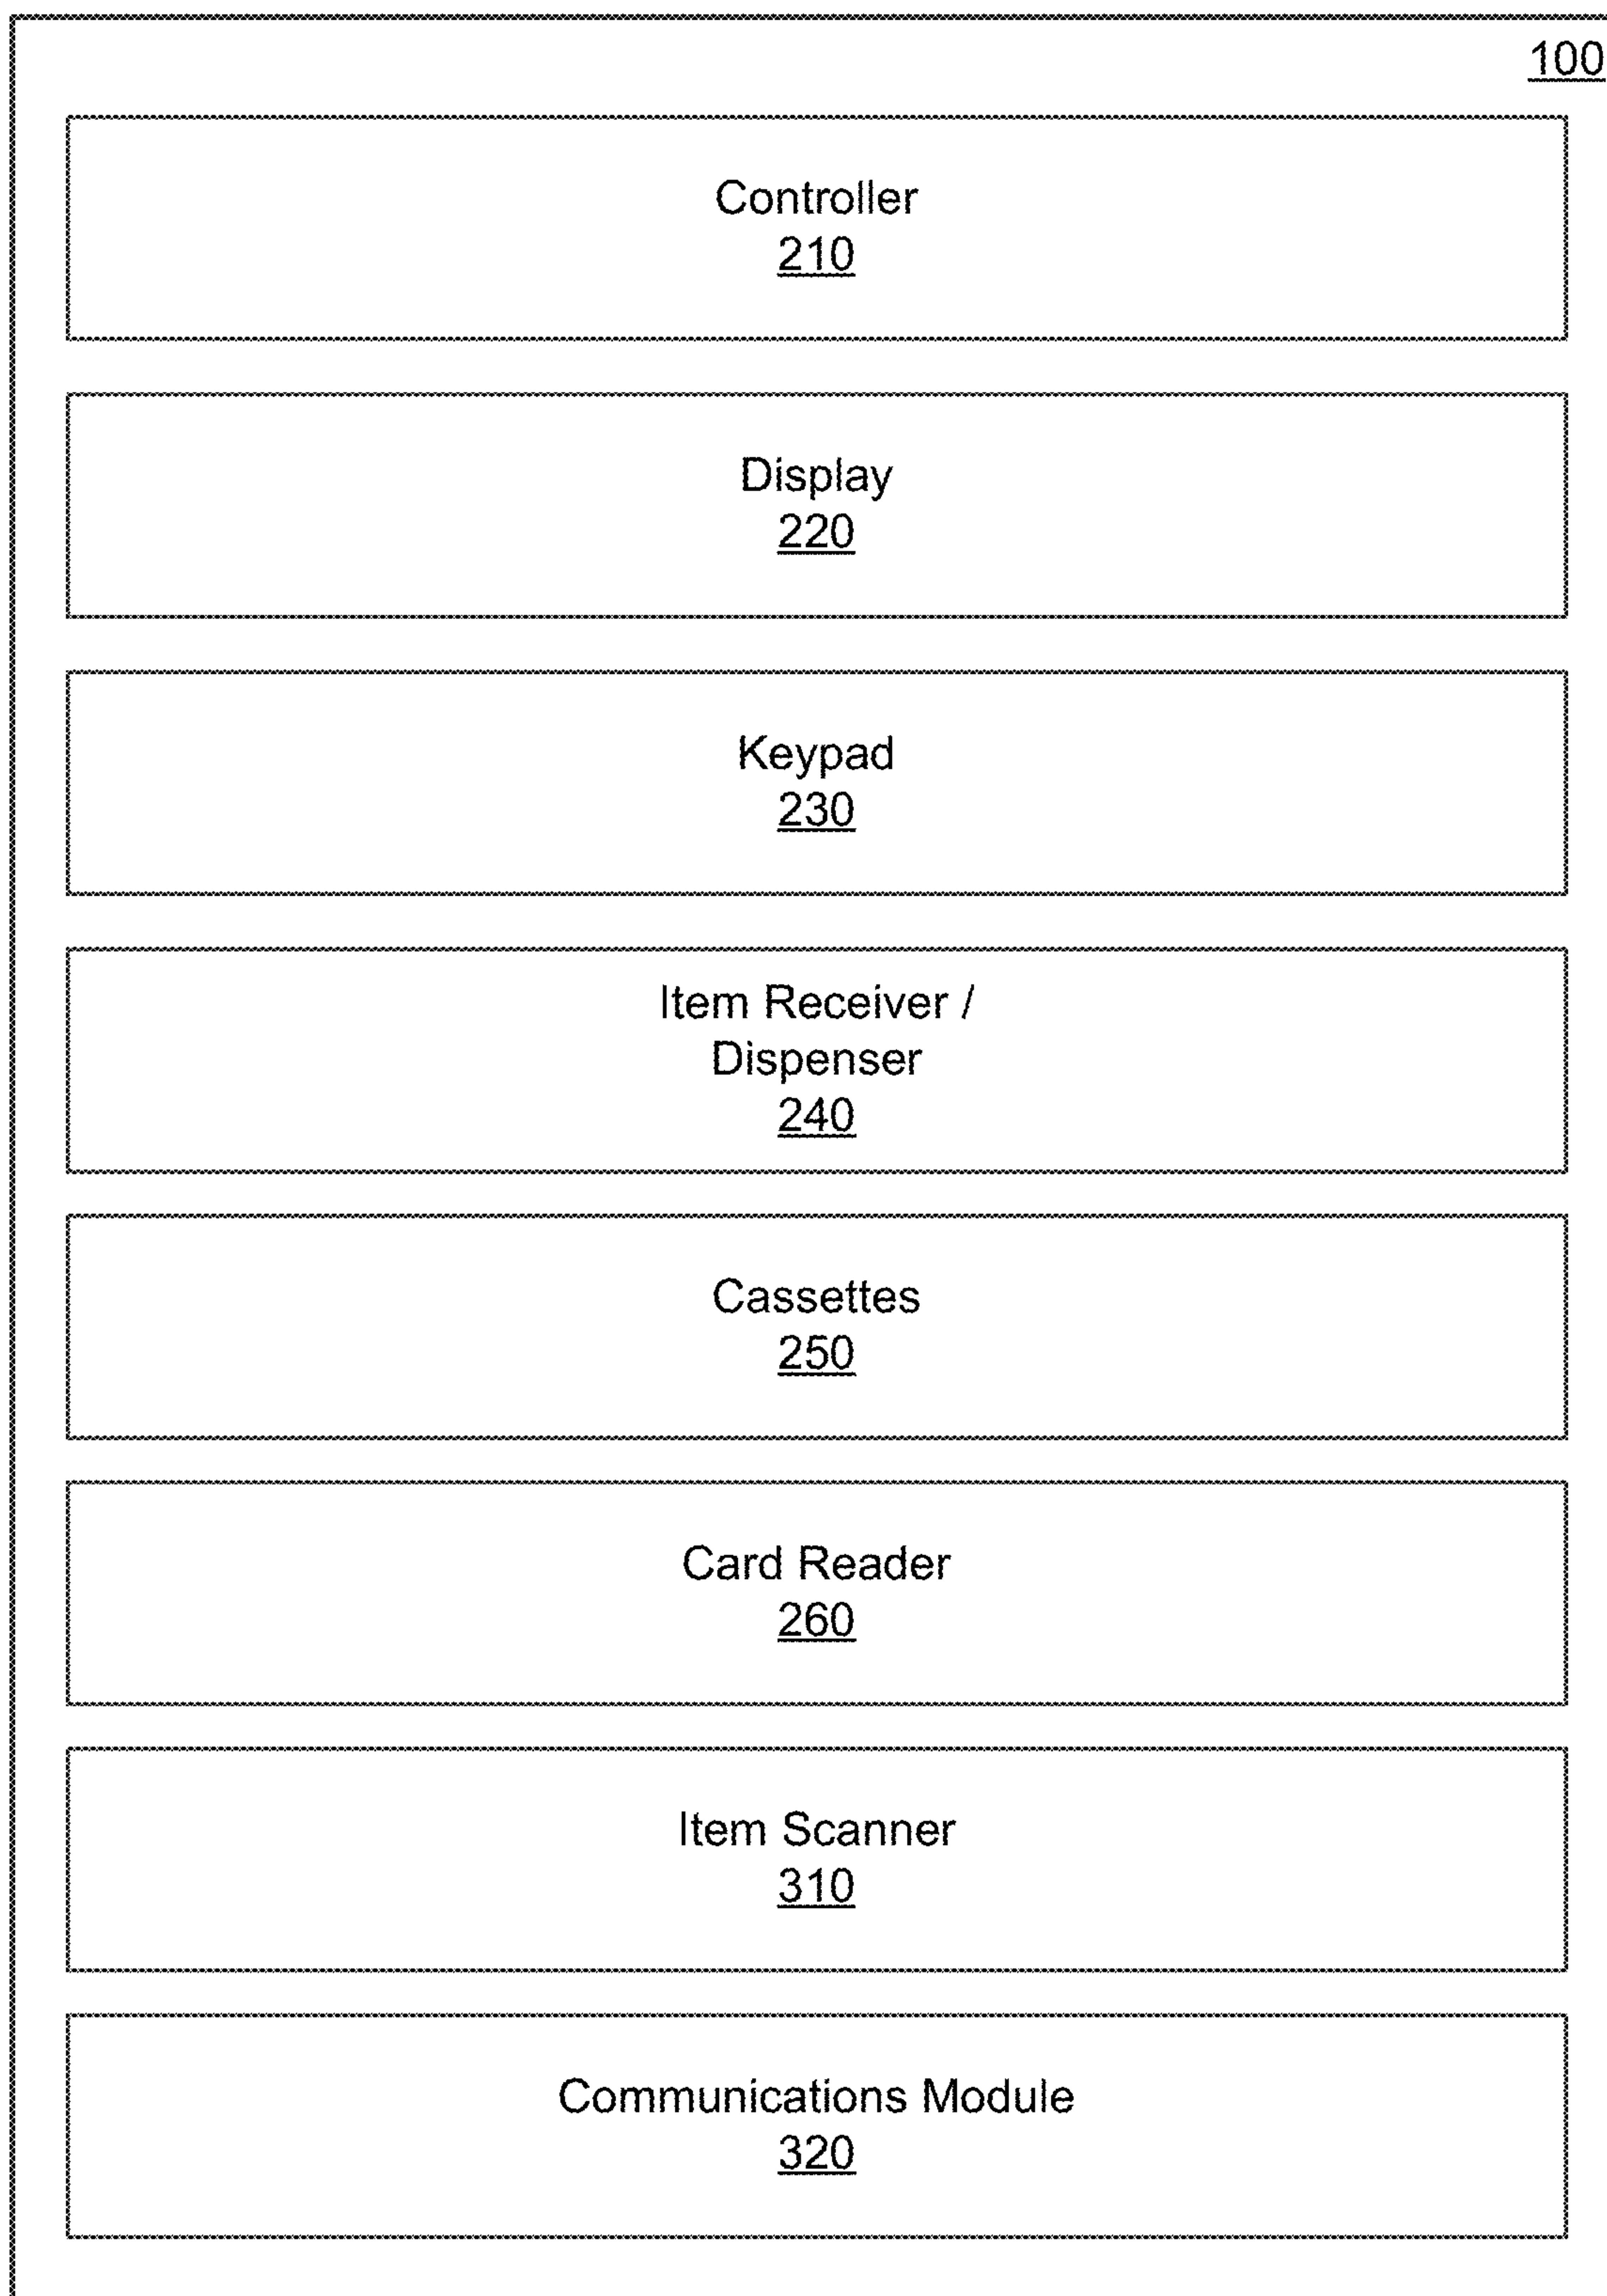 100
Controller
210
Display
220
Keypad
230
Item Receiver /
Dispenser
240
Cassettes
250
Card Reader
260
Item Scanner
310
Communications Module
320